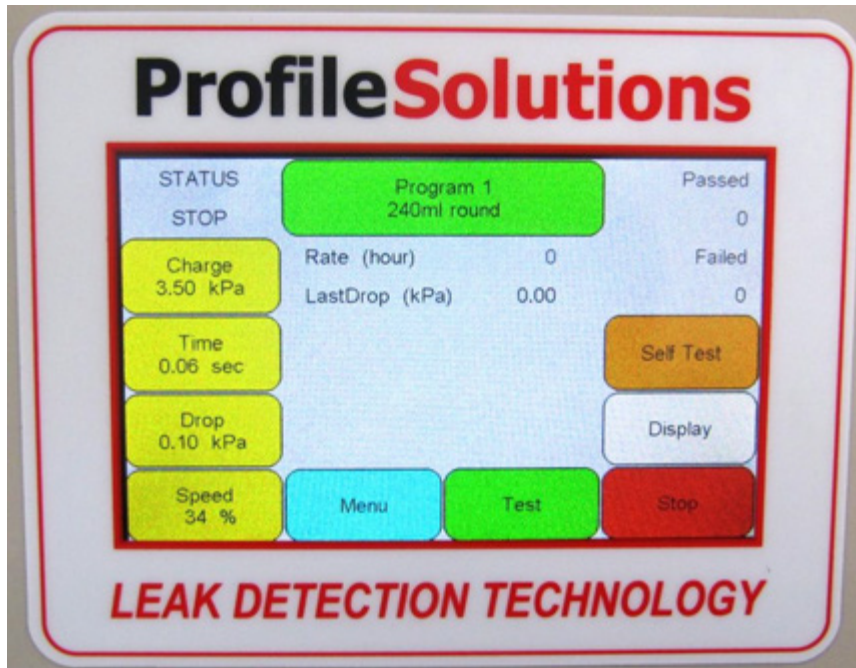 ProfileSolutions
STATUS
STOP
Program 1
240ml round
Passed
0
Charge
3.50 kPa
Rate (hour) 0
LastDrop (kPa) 0.00
Failed
0
Time
0.06 sec
Self Test
Drop
0.10 kPa
Display
Speed
34 %
Menu
Test
Stop
LEAK DETECTION TECHNOLOGY